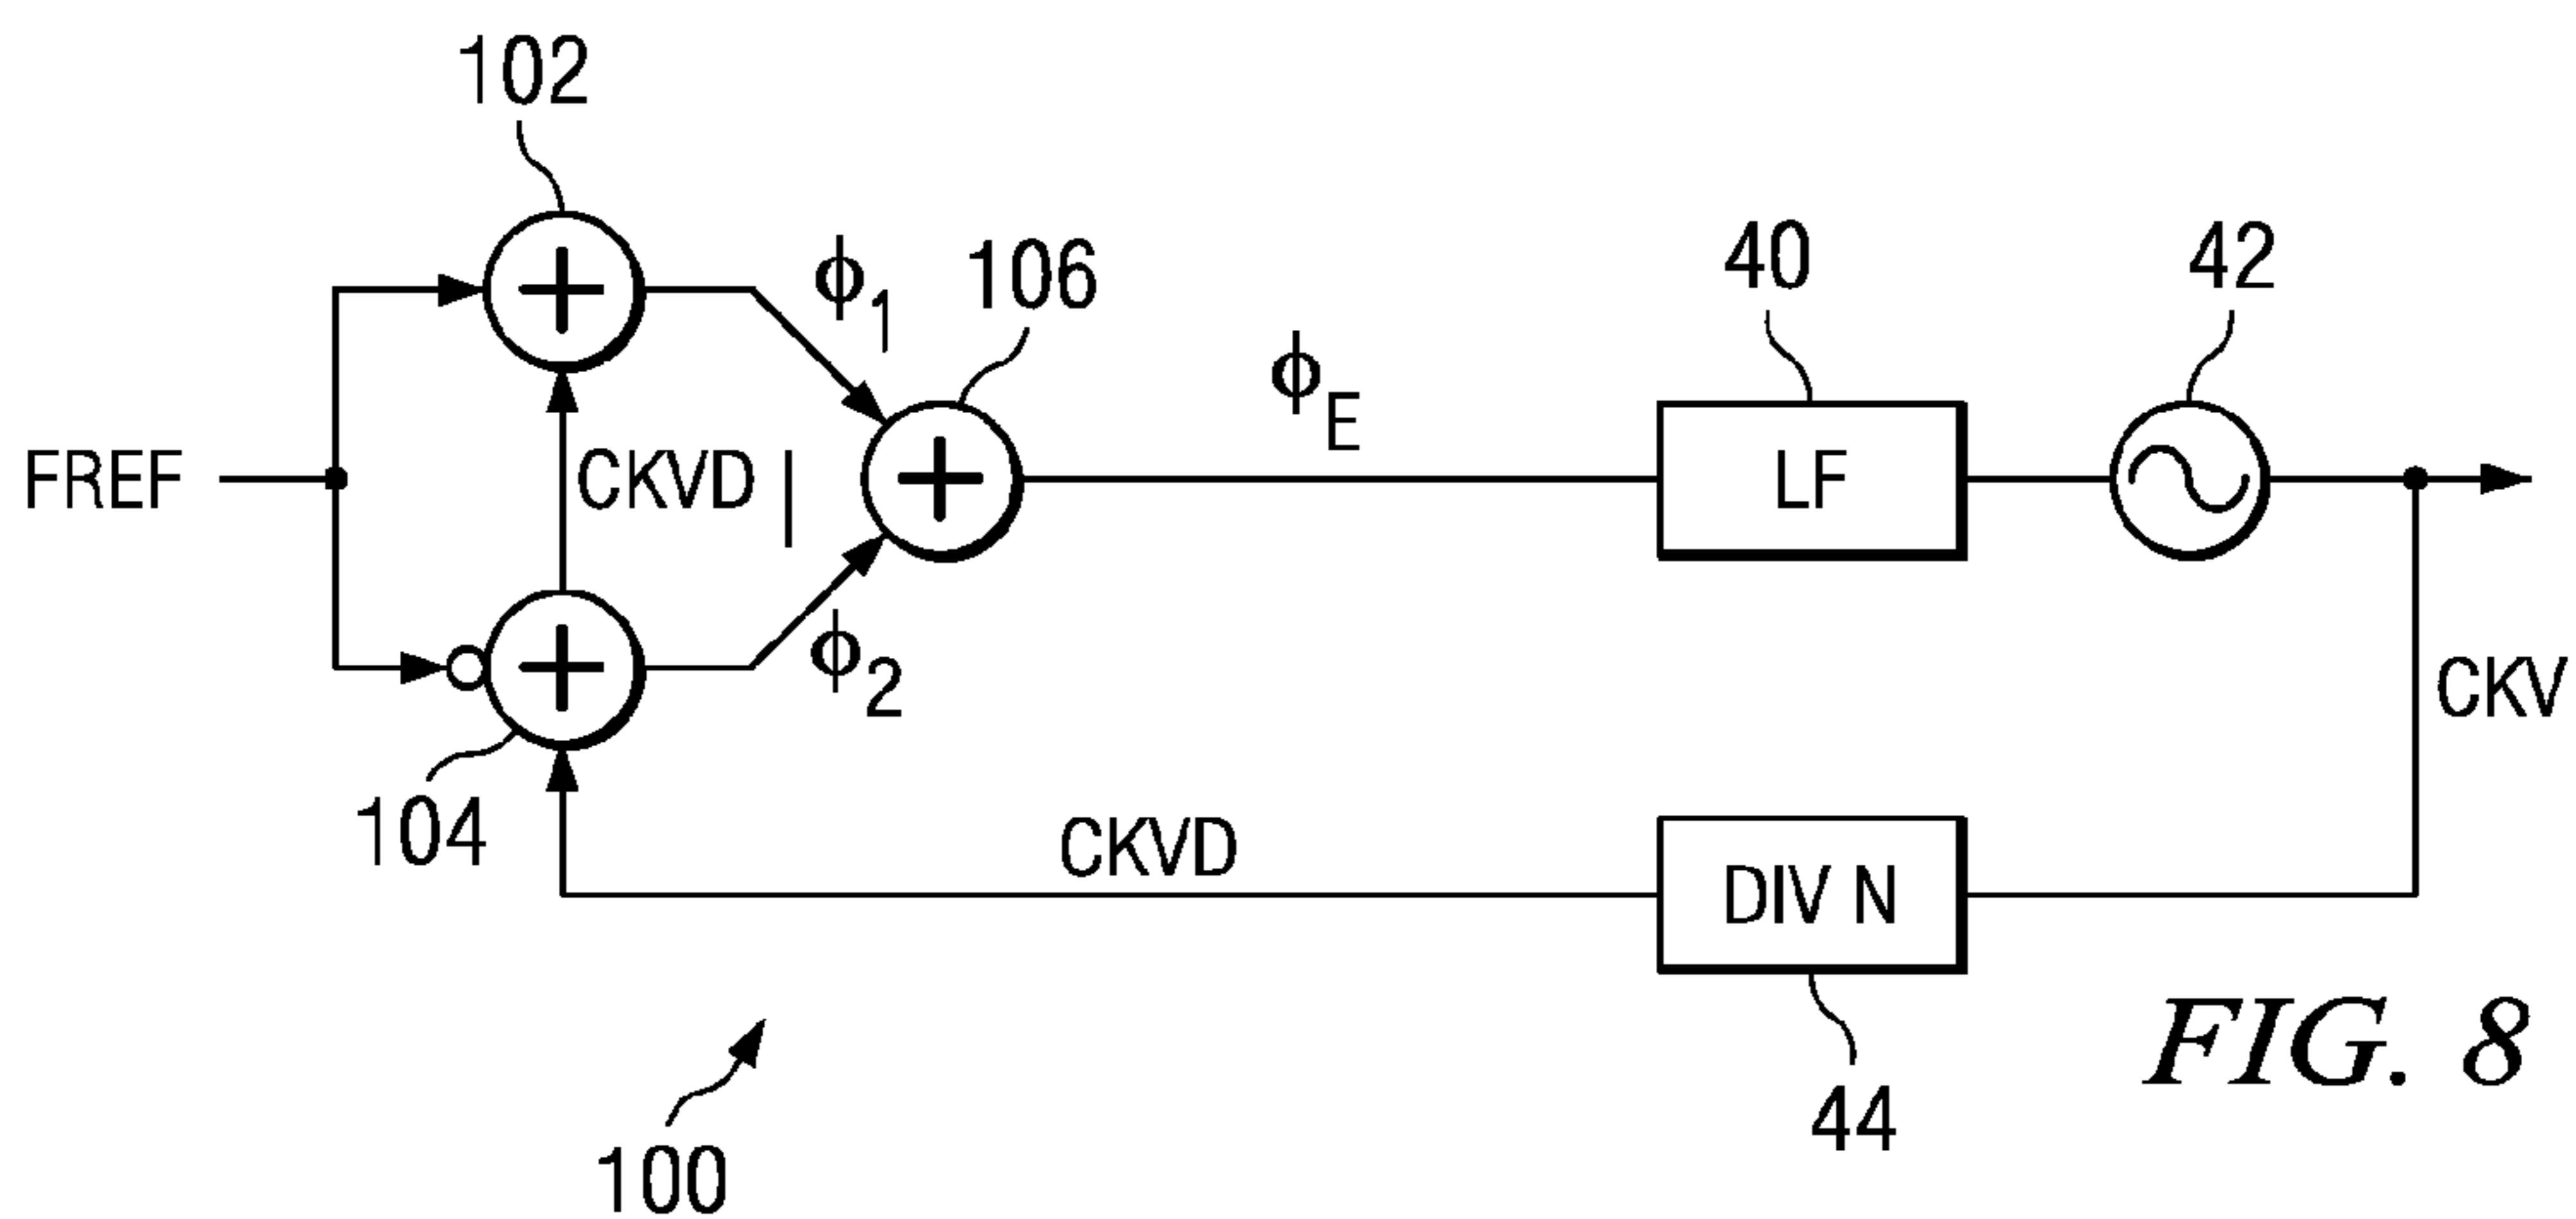 102
ϕ1
106
40
42
ϕE
FREF
CKVD |
LF
ϕ2
CKV
104
CKVD
DIV N
44
100
FIG. 8